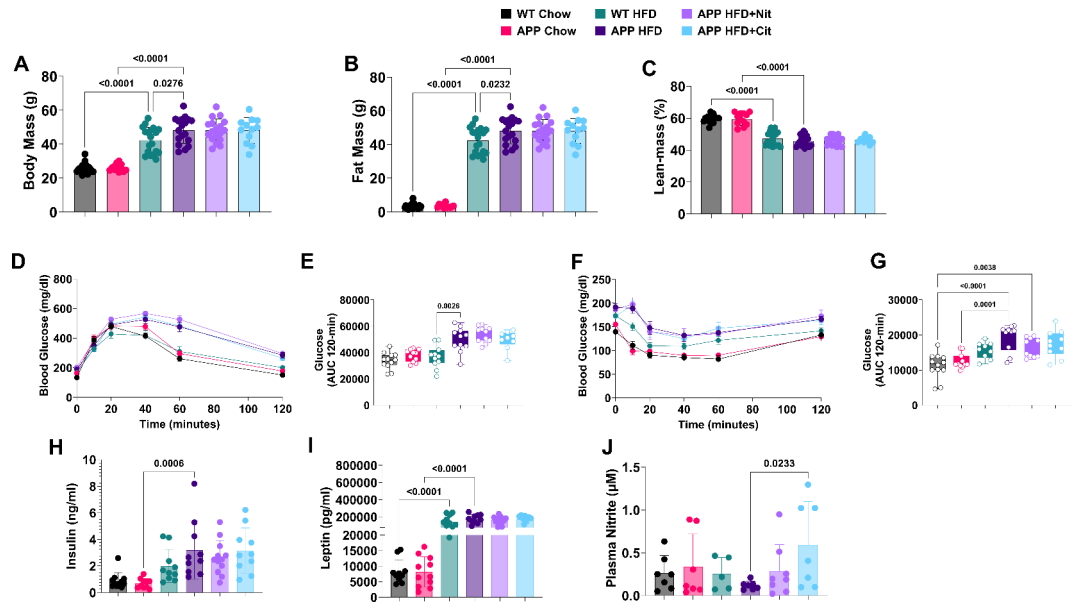 WT Chow WT HFD APP HFD+Nit
APP Chow APP HFD APP HFD+Cit
A
<0.0001
<0.0001 0.0276
Body Mass (g)
80
60
40
20
0
B
<0.0001
<0.0001 0.0232
Fat Mass (g)
80
60
40
20
0
C
<0.0001
<0.0001
Lean-mass (%)
80
60
40
20
0
D
Blood Glucose (mg/dl)
800
600
400
200
0
0 20 40 60 80 100 120
Time (minutes)
E
0.0026
Glucose
(AUC 120-min)
80000
60000
40000
20000
0
F
Blood Glucose (mg/dl)
250
200
150
100
50
0
0 20 40 60 80 100 120
Time (minutes)
G
0.0038
<0.0001
0.0001
Glucose
(AUC 120-min)
30000
20000
10000
0
H
0.0006
Insulin (ng/ml)
10
8
6
4
2
0
I
<0.0001
<0.0001
Leptin (pg/ml)
800000
600000
400000
200000
20000
15000
10000
5000
0
J
0.0233
Plasma Nitrite (µM)
1.5
1.0
0.5
0.0